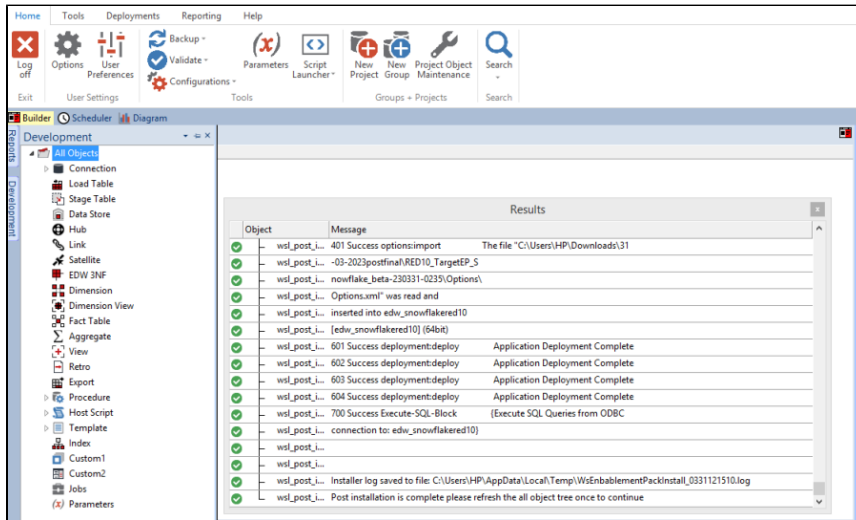 Home Tools Deployments Reporting Help
Log off
Options
User Preferences
Backup
Validate
Configurations
Parameters
Script Launcher
New Project
New Group
Project Object Maintenance
Search
Exit User Settings Tools Groups + Projects Search
Builder Scheduler Diagram
Reports
Development
Development
All Objects
Connection
Load Table
Stage Table
Data Store
Hub
Link
Satellite
EDW 3NF
Dimension
Dimension View
Fact Table
Aggregate
View
Retro
Export
Procedure
Host Script
Template
Index
Custom1
Custom2
Jobs
(x) Parameters
Results
Object Message
wsl_post_i... 401 Success options:import The file "C:\Users\HP\Downloads\31
wsl_post_i... -03-2023postfinal\RED10_TargetEP_S
wsl_post_i... nowflake_beta-230331-0235\Options\
wsl_post_i... Options.xml" was read and
wsl_post_i... inserted into edw_snowflakered10
wsl_post_i... [edw_snowflakered10] (64bit)
wsl_post_i... 601 Success deployment:deploy Application Deployment Complete
wsl_post_i... 602 Success deployment:deploy Application Deployment Complete
wsl_post_i... 603 Success deployment:deploy Application Deployment Complete
wsl_post_i... 604 Success deployment:deploy Application Deployment Complete
wsl_post_i... 700 Success Execute-SQL-Block {Execute SQL Queries from ODBC
wsl_post_i... connection to: edw_snowflakered10}
wsl_post_i...
wsl_post_i...
wsl_post_i... Installer log saved to file: C:\Users\HP\AppData\Local\Temp\WsEnbablementPackInstall_0331121510.log
wsl_post_i... Post installation is complete please refresh the all object tree once to continue